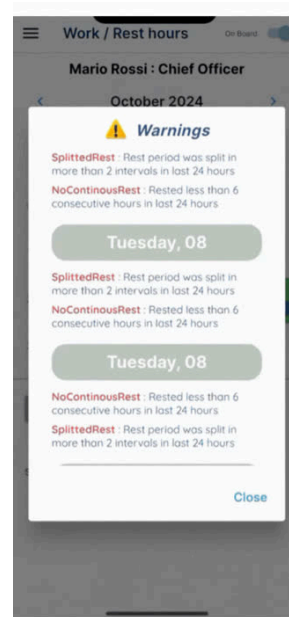 Work / Rest hours
On Board
Mario Rossi : Chief Officer
October 2024
Warnings
SplittedRest : Rest period was split in
more than 2 intervals in last 24 hours
NoContinousRest : Rested less than 6
consecutive hours in last 24 hours
Tuesday, 08
SplittedRest : Rest period was split in
more than 2 intervals in last 24 hours
NoContinousRest : Rested less than 6
consecutive hours in last 24 hours
Tuesday, 08
NoContinousRest : Rested less than 6
consecutive hours in last 24 hours
SplittedRest : Rest period was split in
more than 2 intervals in last 24 hours
Close